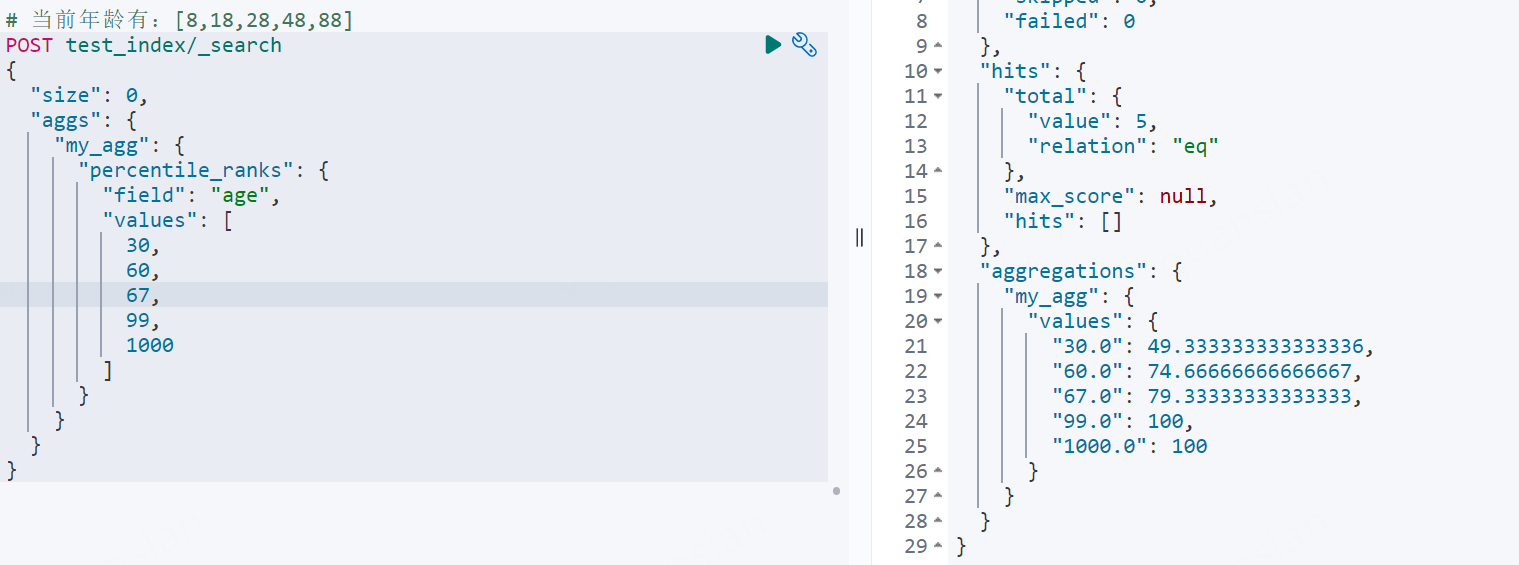 # 当前年龄有：[8,18,28,48,88]
POST test_index/_search
{
"size": 0,
"aggs": {
"my_agg": {
"percentile_ranks": {
"field": "age",
"values": [
30,
60,
67,
99,
1000
]
}
}
}
}
8 "failed": 0
9 },
10 "hits": {
11 "total": {
12 "value": 5,
13 "relation": "eq"
14 },
15 "max_score": null,
16 "hits": []
17 },
18 "aggregations": {
19 "my_agg": {
20 "values": {
21 "30.0": 49.333333333333336,
22 "60.0": 74.66666666666667,
23 "67.0": 79.33333333333333,
24 "99.0": 100,
25 "1000.0": 100
26 }
27 }
28 }
29 }